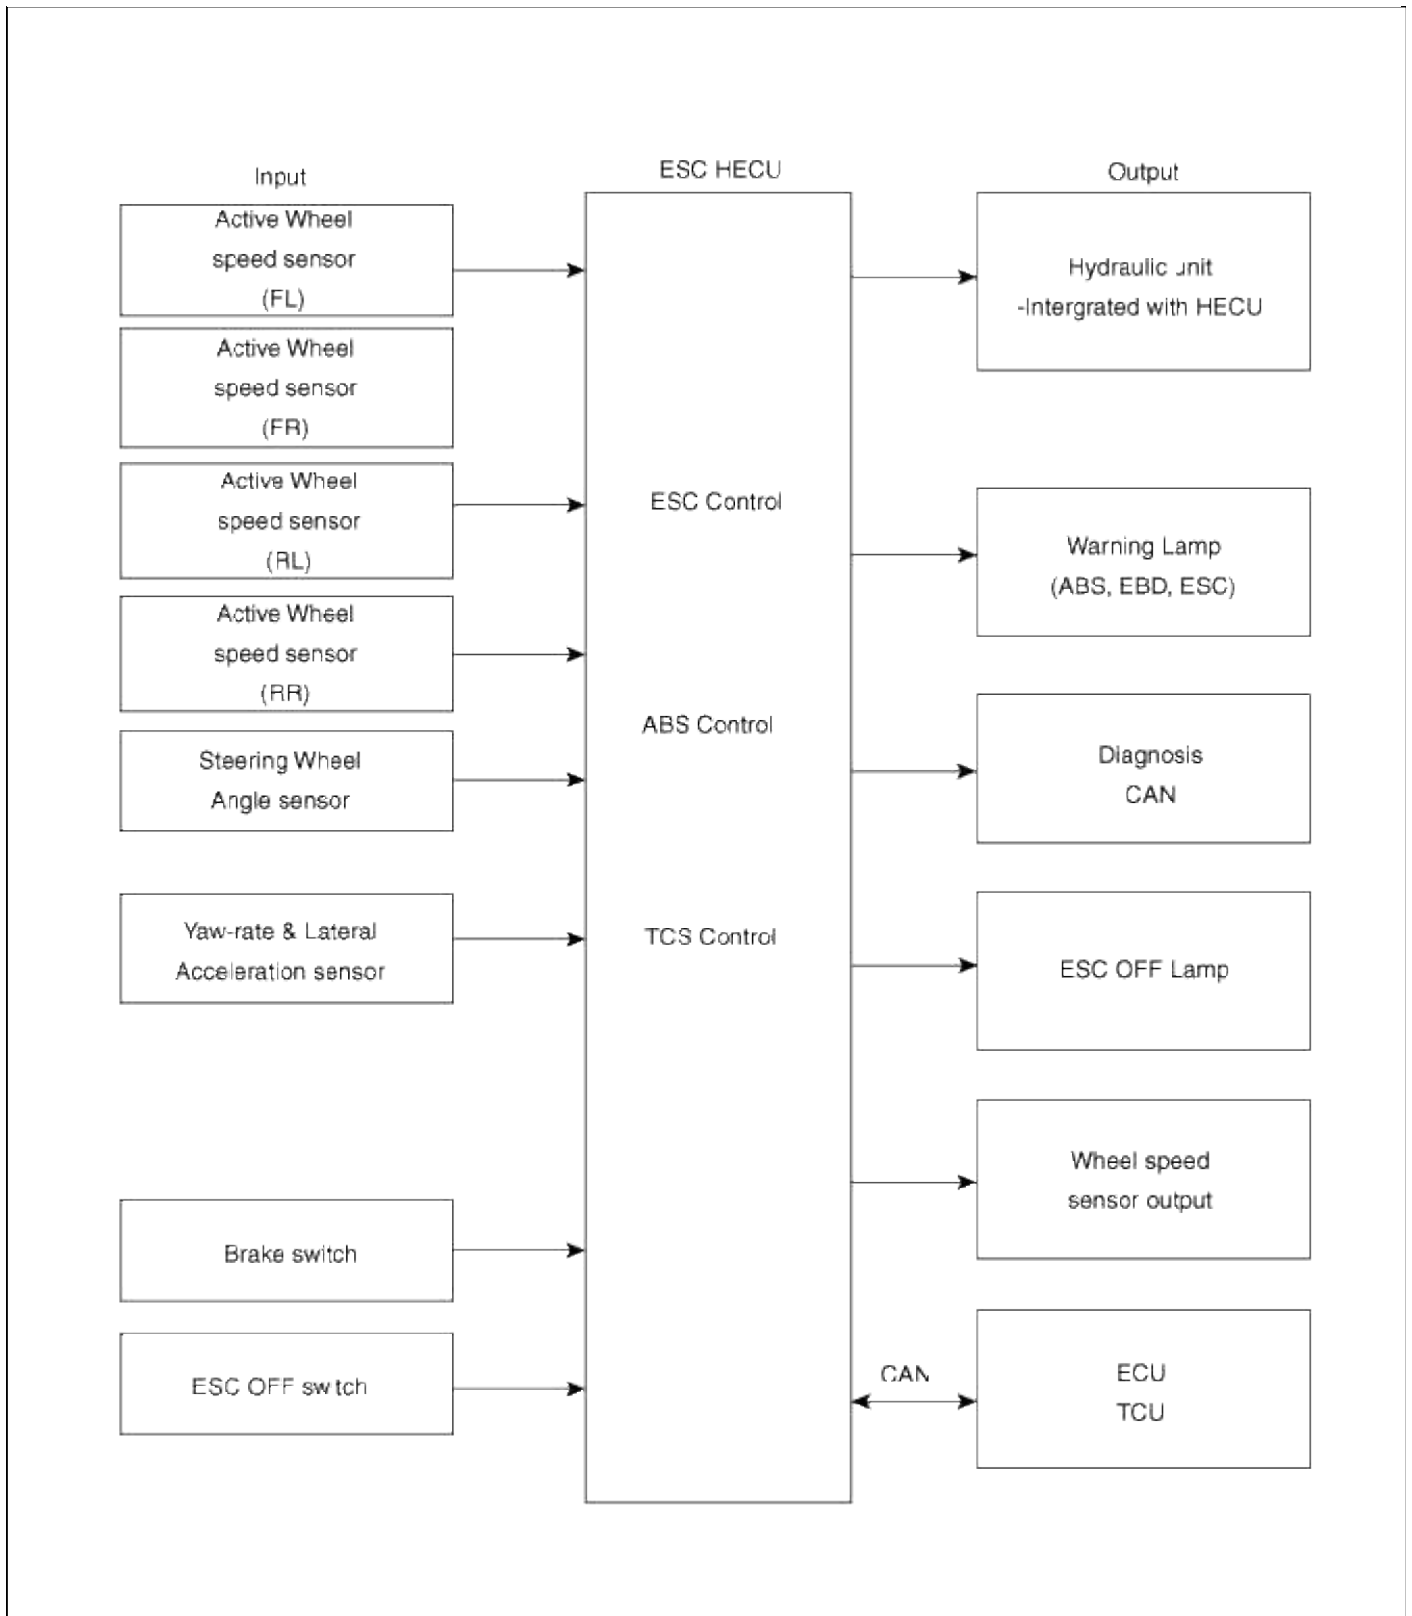 Input
Active Wheel
speed sensor
(FL)
Active Wheel
speed sensor
(FR)
Active Wheel
speed sensor
(RL)
Active Wheel
speed sensor
(RR)
Steering Wheel
Angle sensor
Yaw-rate & Lateral
Acceleration sensor
Brake switch
ESC OFF switch
ESC HECU
ESC Control
ABS Control
TCS Control
Output
Hydraulic unit
-Intergrated with HECU
Warning Lamp
(ABS, EBD, ESC)
Diagnosis
CAN
ESC OFF Lamp
Wheel speed
sensor output
CAN
ECU
TCU